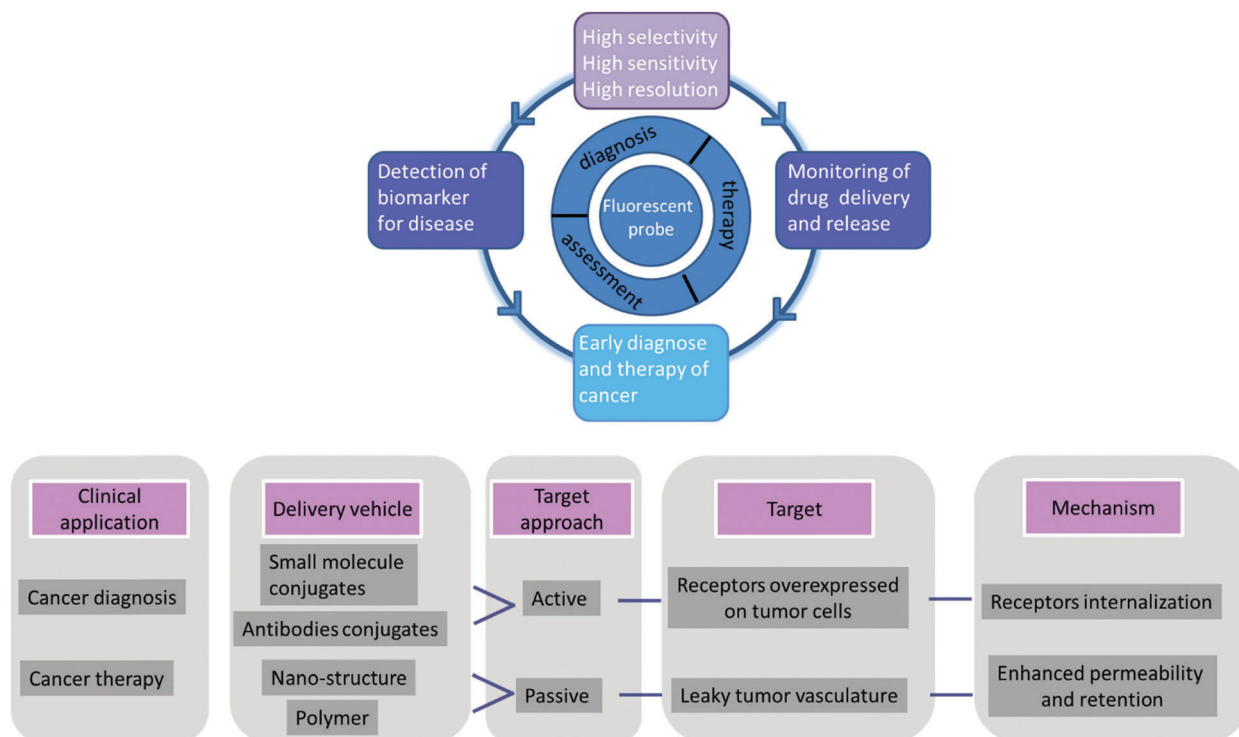 High selectivity
High sensitivity
High resolution
Detection of
biomarker
for disease
diagnosis
therapy
assessment
Fluorescent
probe
Monitoring of
drug delivery
and release
Early diagnose
and therapy of
cancer
Clinical
application
Cancer diagnosis
Cancer therapy
Delivery vehicle
Small molecule
conjugates
Antibodies conjugates
Nano-structure
Polymer
Target
approach
Active
Passive
Target
Receptors overexpressed
on tumor cells
Leaky tumor vasculature
Mechanism
Receptors internalization
Enhanced permeability
and retention